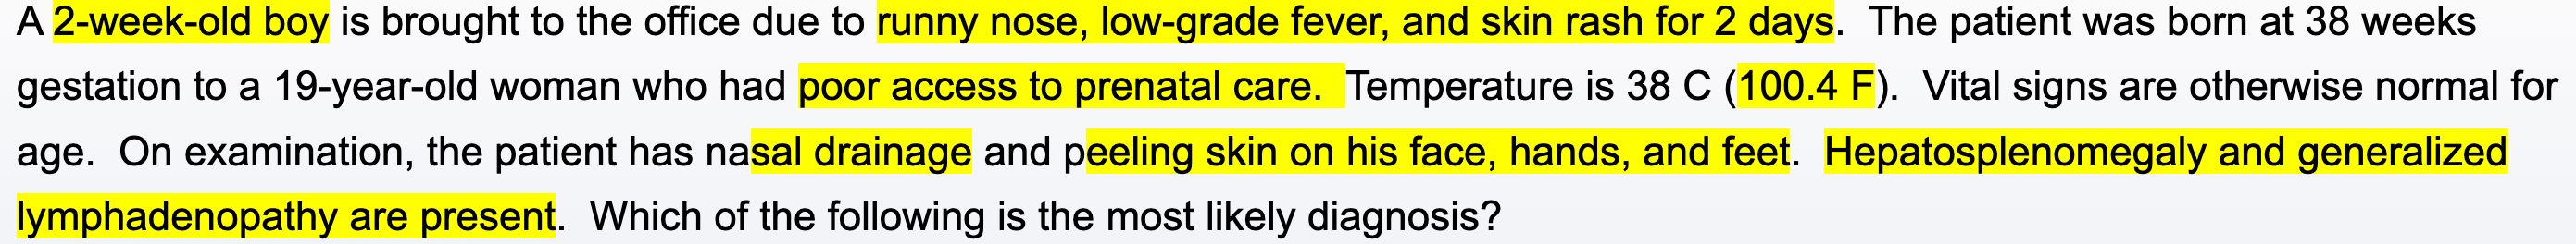 A 2-week-old boy is brought to the office due to runny nose, low-grade fever, and skin rash for 2 days.  The patient was born at 38 weeks
gestation to a 19-year-old woman who had poor access to prenatal care.  Temperature is 38 C (100.4 F).  Vital signs are otherwise normal for
age.  On examination, the patient has nasal drainage and peeling skin on his face, hands, and feet.  Hepatosplenomegaly and generalized
lymphadenopathy are present.  Which of the following is the most likely diagnosis?